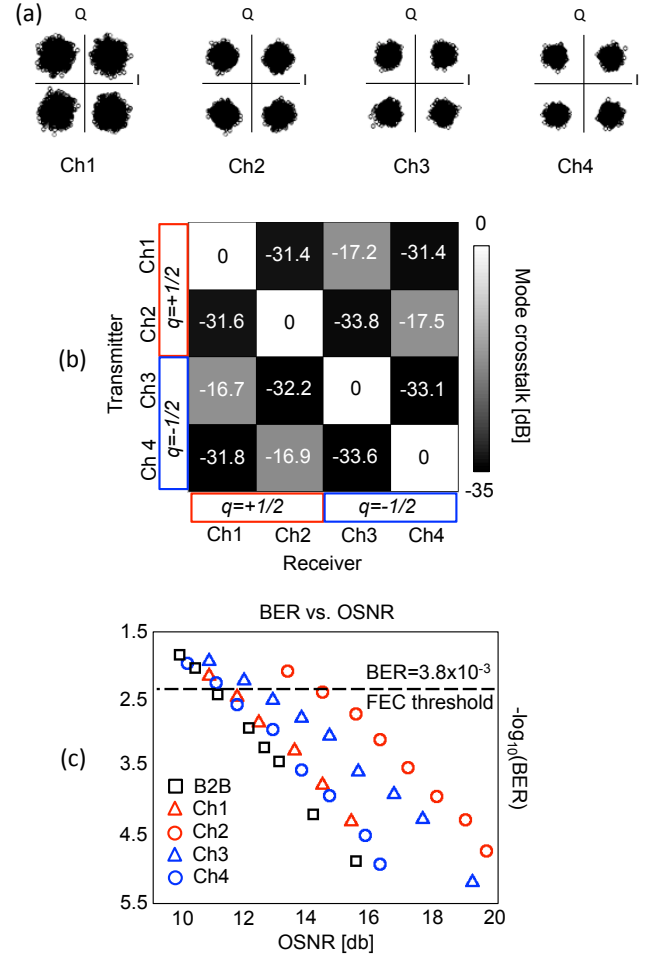 (a)
Q Q Q Q
I I I I
Ch1 Ch2 Ch3 Ch4
(b)
Transmitter
q=+1/2
q=-1/2
Ch1 0 -31.4 -17.2 -31.4
Ch2 -31.6 0 -33.8 -17.5
Ch3 -16.7 -32.2 0 -33.1
Ch 4 -31.8 -16.9 -33.6 0
q=+1/2 q=-1/2
Ch1 Ch2 Ch3 Ch4
Receiver
0
Mode crosstalk [dB]
-35
BER vs. OSNR
(c)
1.5
2.5
3.5
4.5
5.5
BER=3.8x10⁻³
FEC threshold
B2B
Ch1
Ch2
Ch3
Ch4
-log₁₀(BER)
10 12 14 16 18 20
OSNR [db]